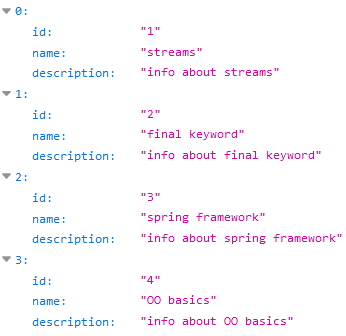 0:
id: "1"
name: "streams"
description: "info about streams"
1:
id: "2"
name: "final keyword"
description: "info about final keyword"
2:
id: "3"
name: "spring framework"
description: "info about spring framework"
3:
id: "4"
name: "OO basics"
description: "info about OO basics"